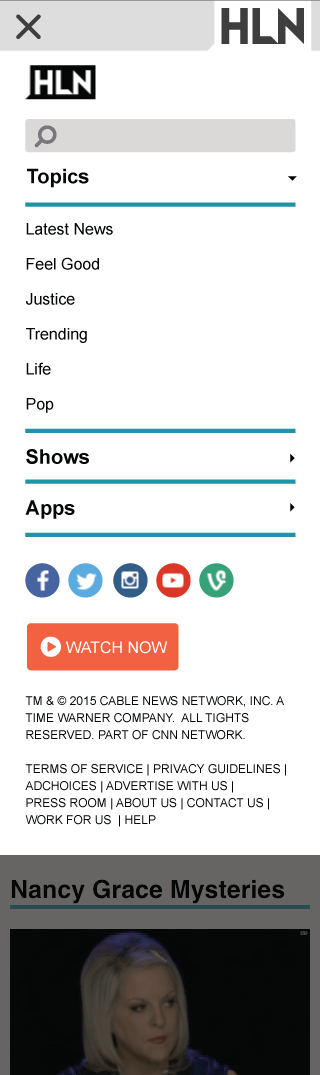 HLN
HLN
Topics
Latest News
Feel Good
Justice
Trending
Life
Pop
Shows
Apps
WATCH NOW
TM & © 2015 CABLE NEWS NETWORK, INC. A
TIME WARNER COMPANY. ALL TIGHTS
RESERVED. PART OF CNN NETWORK.
TERMS OF SERVICE | PRIVACY GUIDELINES |
ADCHOICES | ADVERTISE WITH US |
PRESS ROOM | ABOUT US | CONTACT US |
WORK FOR US | HELP
Nancy Grace Mysteries